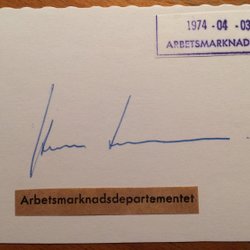 1974 -04- 03
ARBETSMARKNAD
Arbetsmarknadsdepartementet